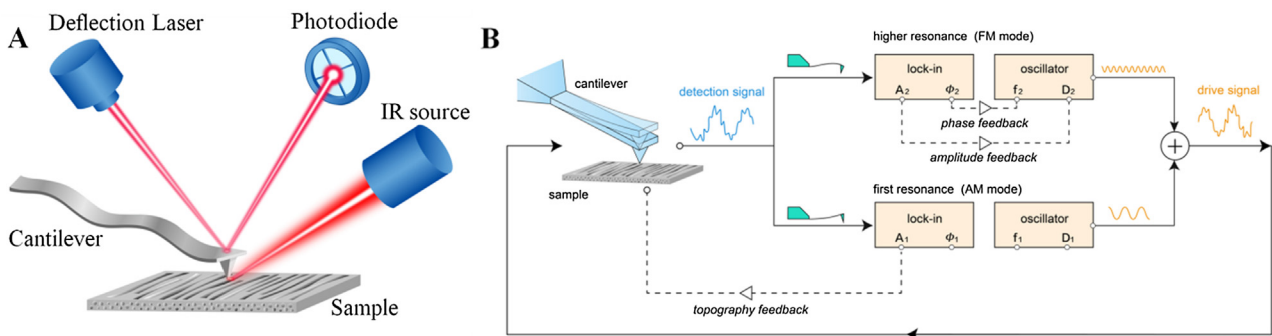 A
Deflection Laser
Photodiode
IR source
Cantilever
Sample
B
cantilever
sample
detection signal
higher resonance (FM mode)
lock-in
A2 Φ2
oscillator
f2 D2
phase feedback
amplitude feedback
drive signal
+
first resonance (AM mode)
lock-in
A1 Φ1
oscillator
f1 D1
topography feedback